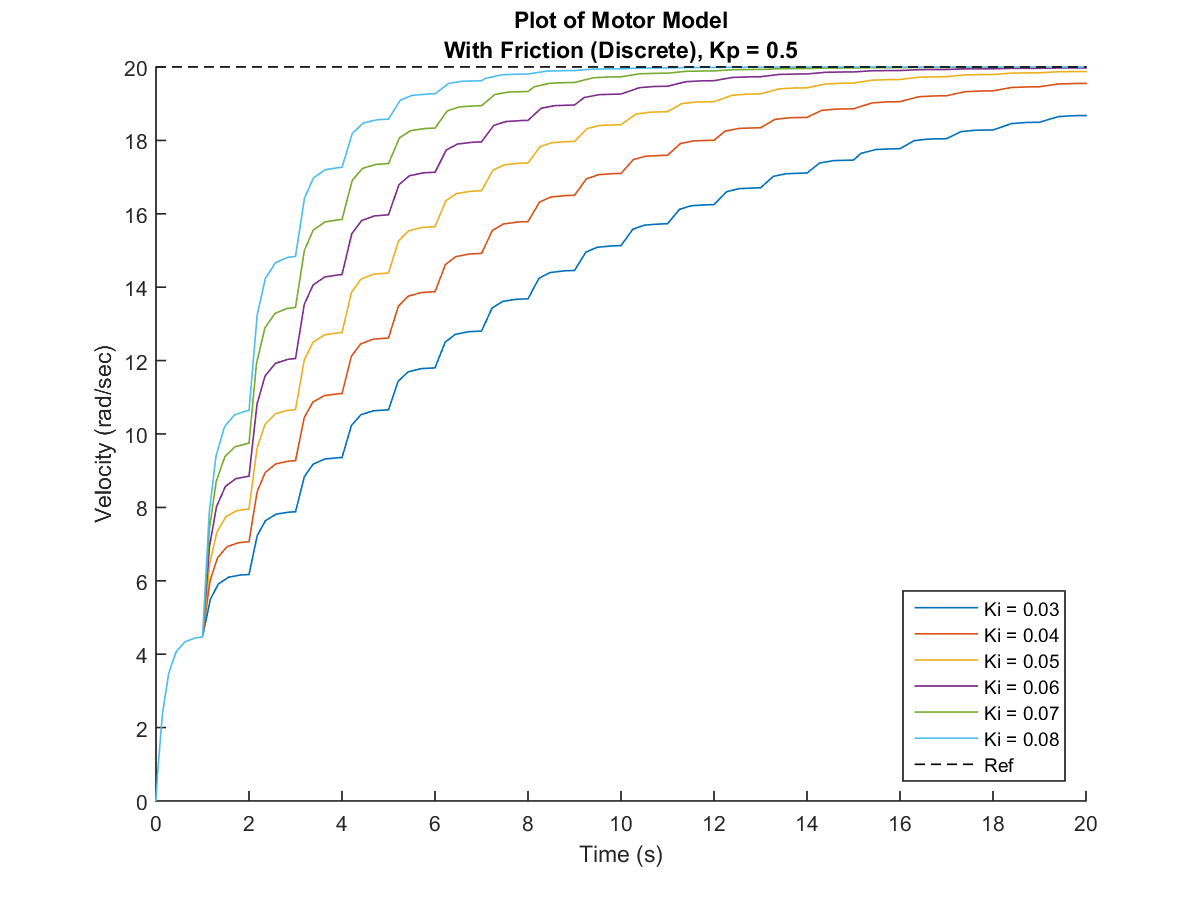 Plot of Motor Model
With Friction (Discrete), Kp = 0.5
20
18
16
14
12
10
8
6
4
2
0
Velocity (rad/sec)
Ki = 0.03
Ki = 0.04
Ki = 0.05
Ki = 0.06
Ki = 0.07
Ki = 0.08
Ref
0 2 4 6 8 10 12 14 16 18 20
Time (s)